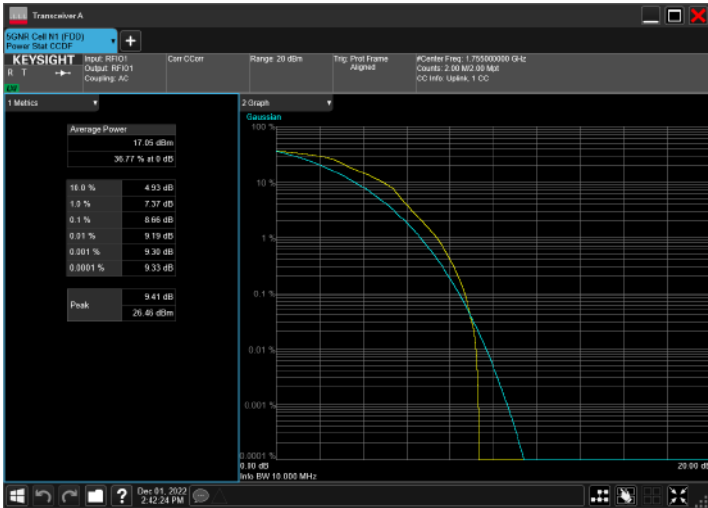 Transceiver A
5GNR Cell N1 (FDD)
Power Stat CCDF
KEYSIGHT
R T
Input: RFIO1
Output: RFIO1
Coupling: AC
Corr CCorr
Range: 20 dBm
Trig: Prot Frame
Aligned
#Center Freq: 1.755000000 GHz
Counts: 2.00 M/2.00 Mpt
CC Info: Uplink, 1 CC
1 Metrics
2 Graph
Average Power
17.05 dBm
36.77 % at 0 dB
10.0 % 4.93 dB
1.0 % 7.37 dB
0.1 % 8.66 dB
0.01 % 9.19 dB
0.001 % 9.30 dB
0.0001 % 9.33 dB
Peak
9.41 dB
26.46 dBm
Gaussian
100 %
10 %
1 %
0.1 %
0.01 %
0.001 %
0.0001 %
0.00 dB
20.00 dB
Info BW 10.000 MHz
Dec 01, 2022
2:42:24 PM